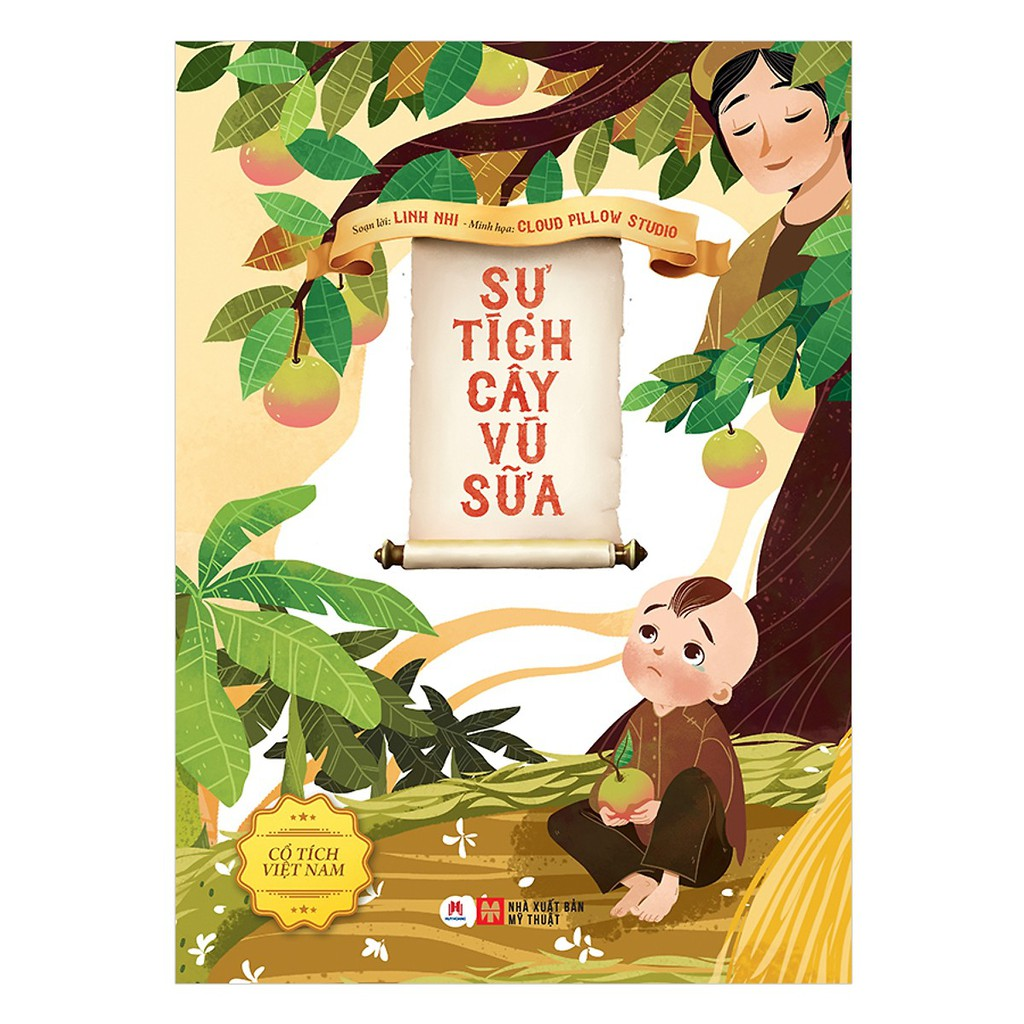 Soạn lời: LINH NHI - Minh họa: CLOUD PILLOW STUDIO
SỰ
TÍCH
CÂY
VÚ
SỮA
CỔ TÍCH
VIỆT NAM
HUYHOANG
NHÀ XUẤT BẢN
MỸ THUẬT